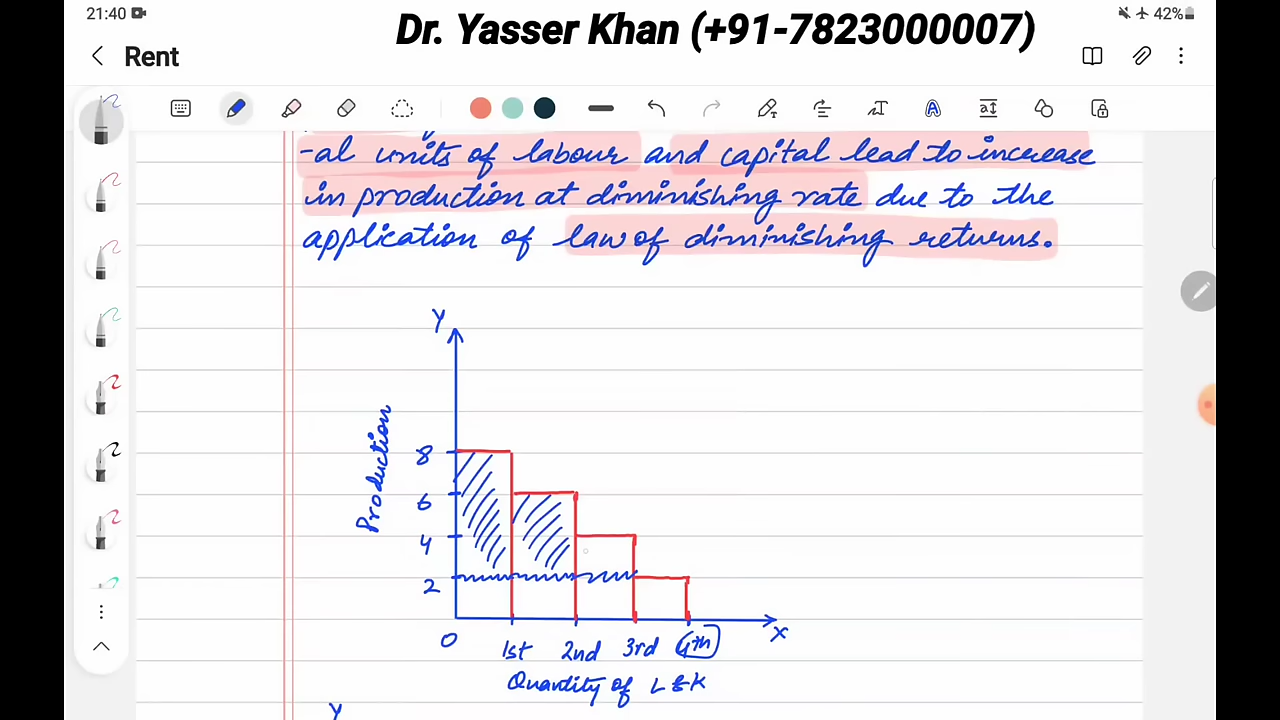 21:40
42%
Dr. Yasser Khan (+91-7823000007)
Rent
-al units of labour and capital lead to increase
in production at diminishing rate due to the
application of law of diminishing returns.
Y
Production
8
6
4
2
0
1st 2nd 3rd 4th
X
Quantity of L & K
Y